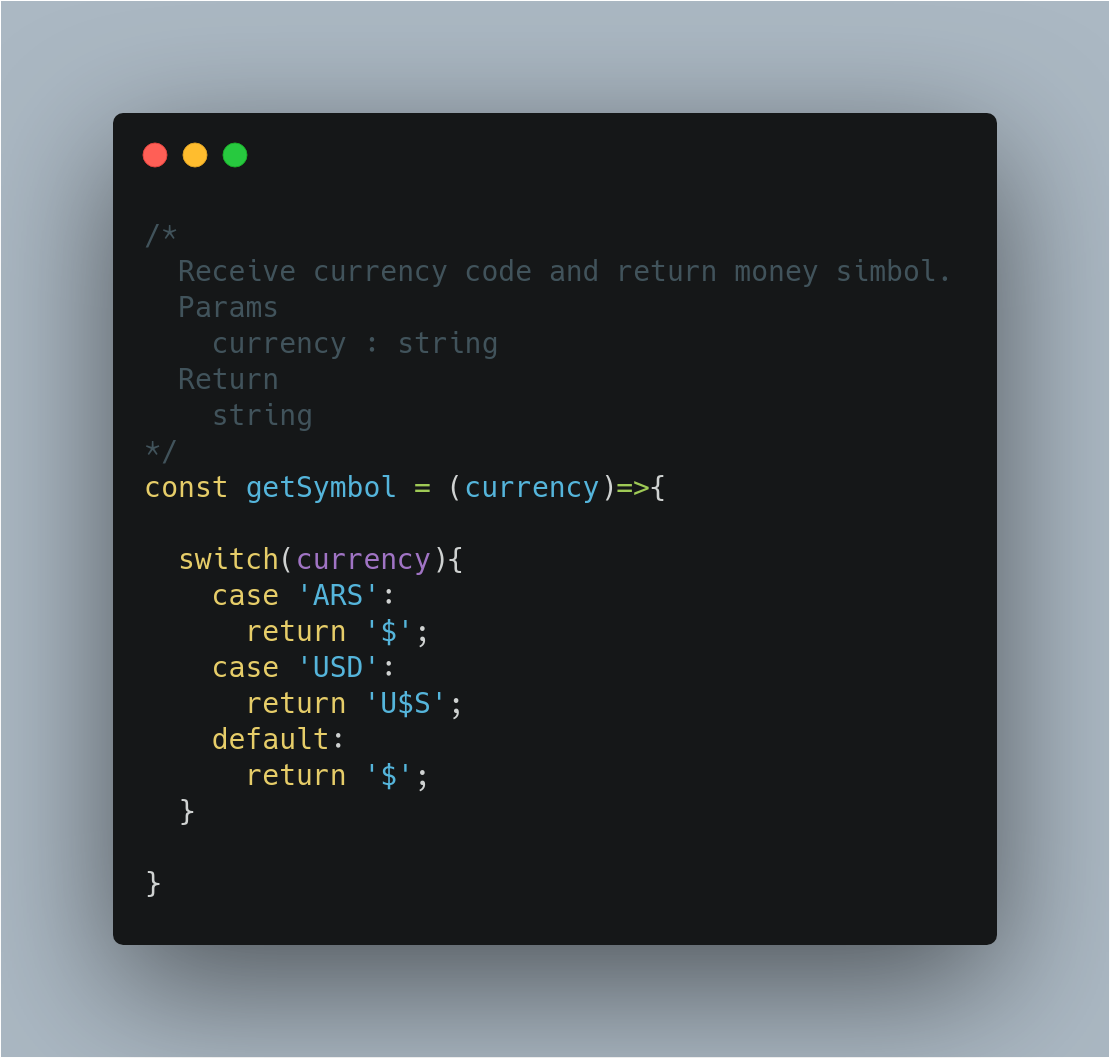 /*
  Receive currency code and return money simbol.
  Params
    currency : string
  Return
    string
*/
const getSymbol = (currency)=>{
  switch(currency){
    case 'ARS':
      return '$';
    case 'USD':
      return 'U$S';
    default:
      return '$';
  }
}